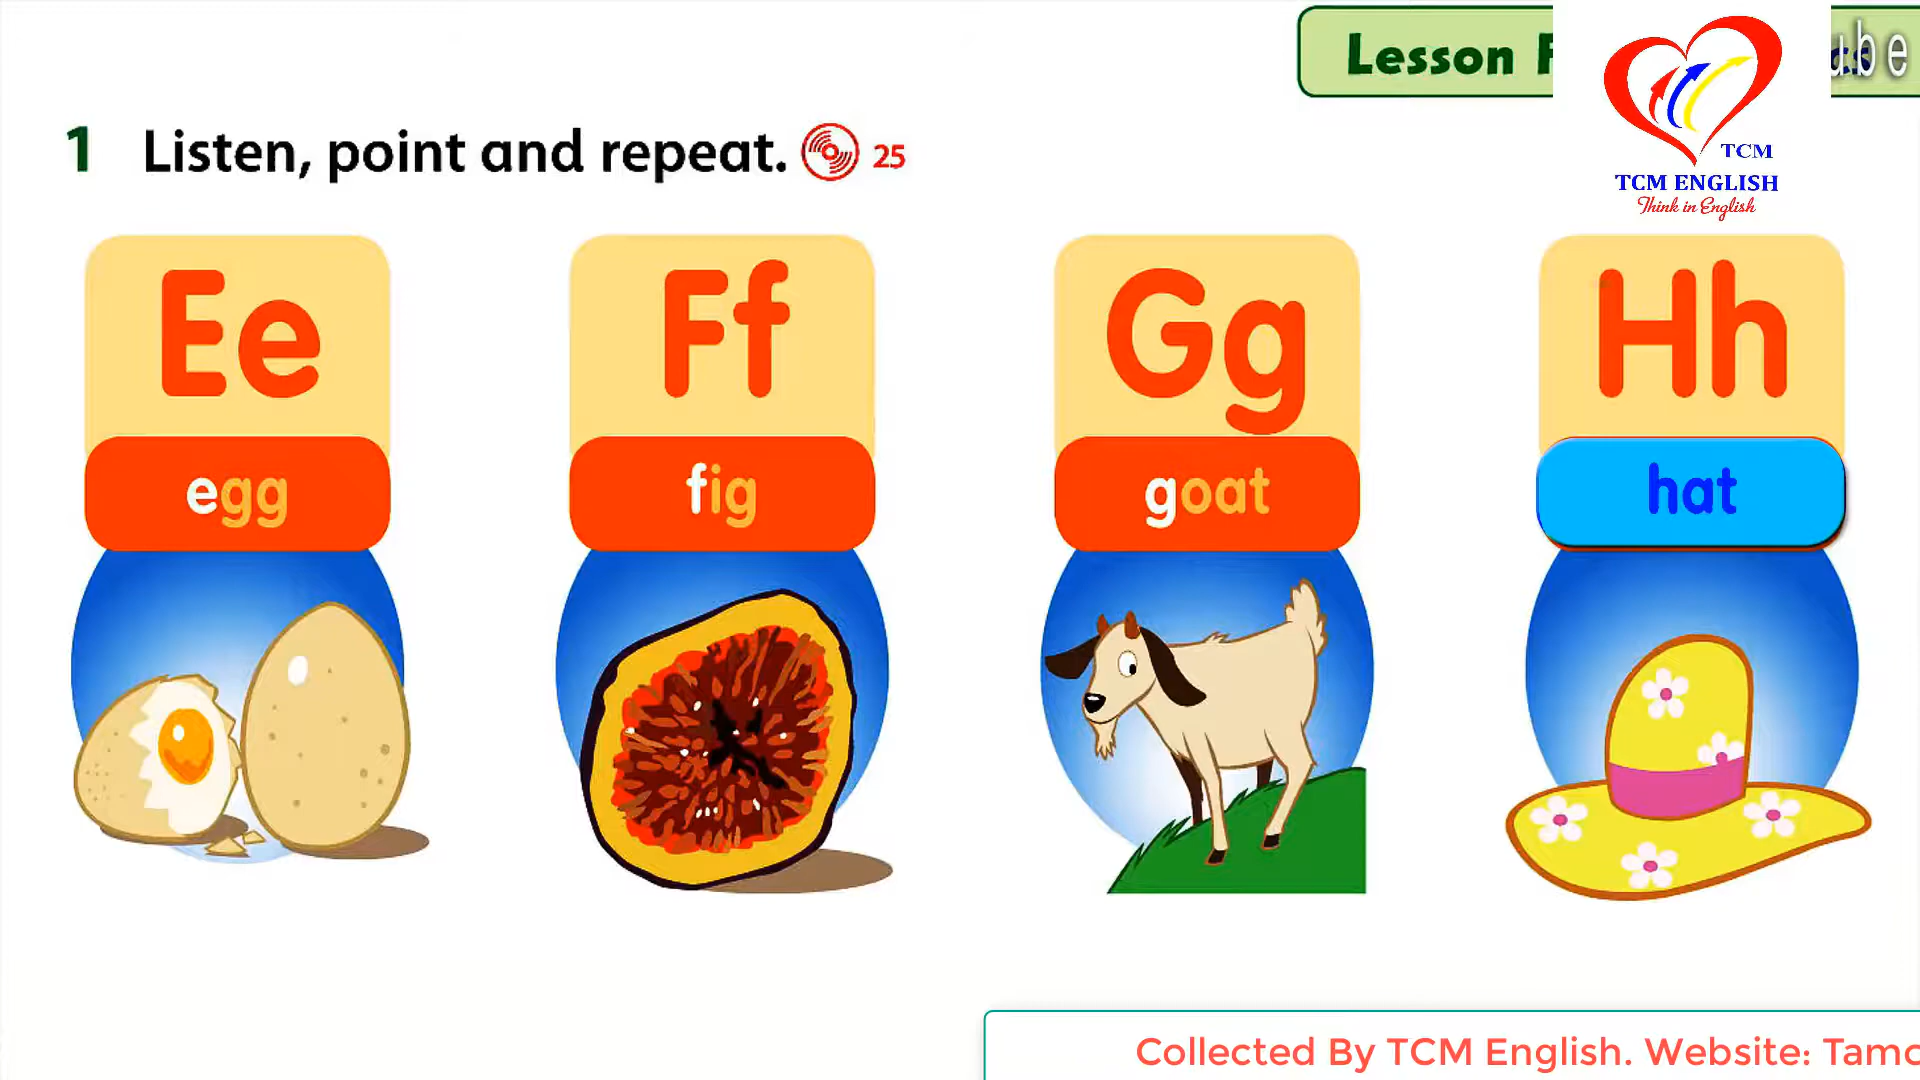 Lesson
1 Listen, point and repeat. 25
TCM
TCM ENGLISH
Think in English
Ee Ff Gg Hh
egg fig goat hat
Collected By TCM English. Website: